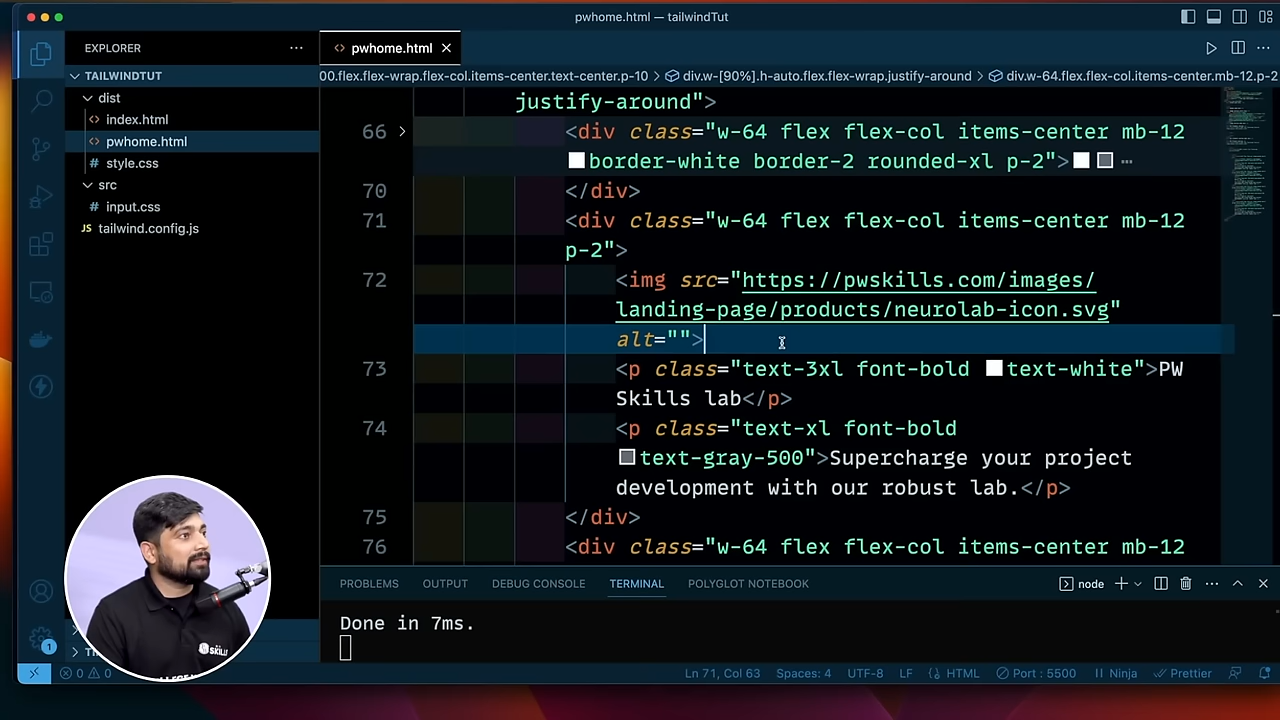 pwhome.html — tailwindTut
EXPLORER
pwhome.html
TAILWINDTUT
00.flex.flex-wrap.flex-col.items-center.text-center.p-10 > div.w-[90%].h-auto.flex.flex-wrap.justify-around > div.w-64.flex.flex-col.items-center.mb-12.p-2
dist
index.html
pwhome.html
style.css
src
input.css
JS tailwind.config.js
justify-around">
66 <div class="w-64 flex flex-col items-center mb-12
border-white border-2 rounded-xl p-2">
70 </div>
71 <div class="w-64 flex flex-col items-center mb-12
p-2">
72 <img src="https://pwskills.com/images/
landing-page/products/neurolab-icon.svg"
alt="">
73 <p class="text-3xl font-bold text-white">PW
Skills lab</p>
74 <p class="text-xl font-bold
text-gray-500">Supercharge your project
development with our robust lab.</p>
75 </div>
76 <div class="w-64 flex flex-col items-center mb-12
PROBLEMS OUTPUT DEBUG CONSOLE TERMINAL POLYGLOT NOTEBOOK
node
Done in 7ms.
1
0 0
Ln 71, Col 63 Spaces: 4 UTF-8 LF HTML Port : 5500 Ninja Prettier